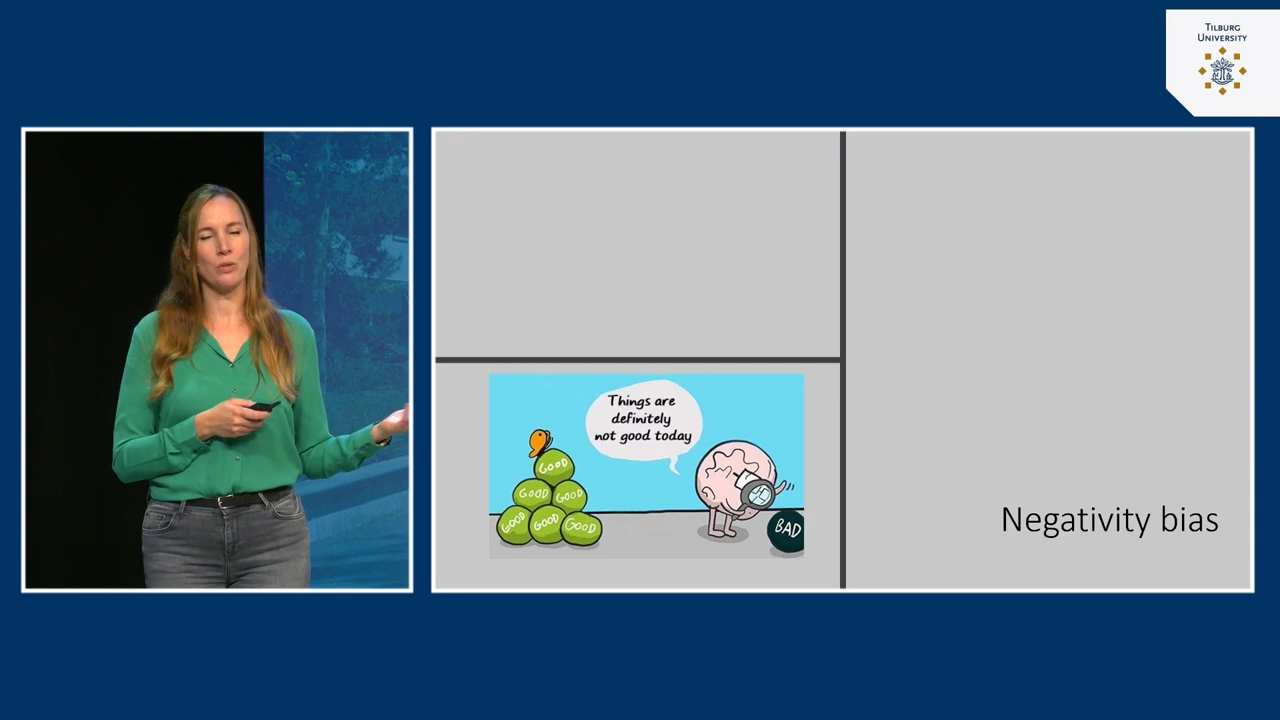 TILBURG
UNIVERSITY
Things are
definitely
not good today
GOOD
GOOD GOOD
GOOD GOOD GOOD
BAD
Negativity bias